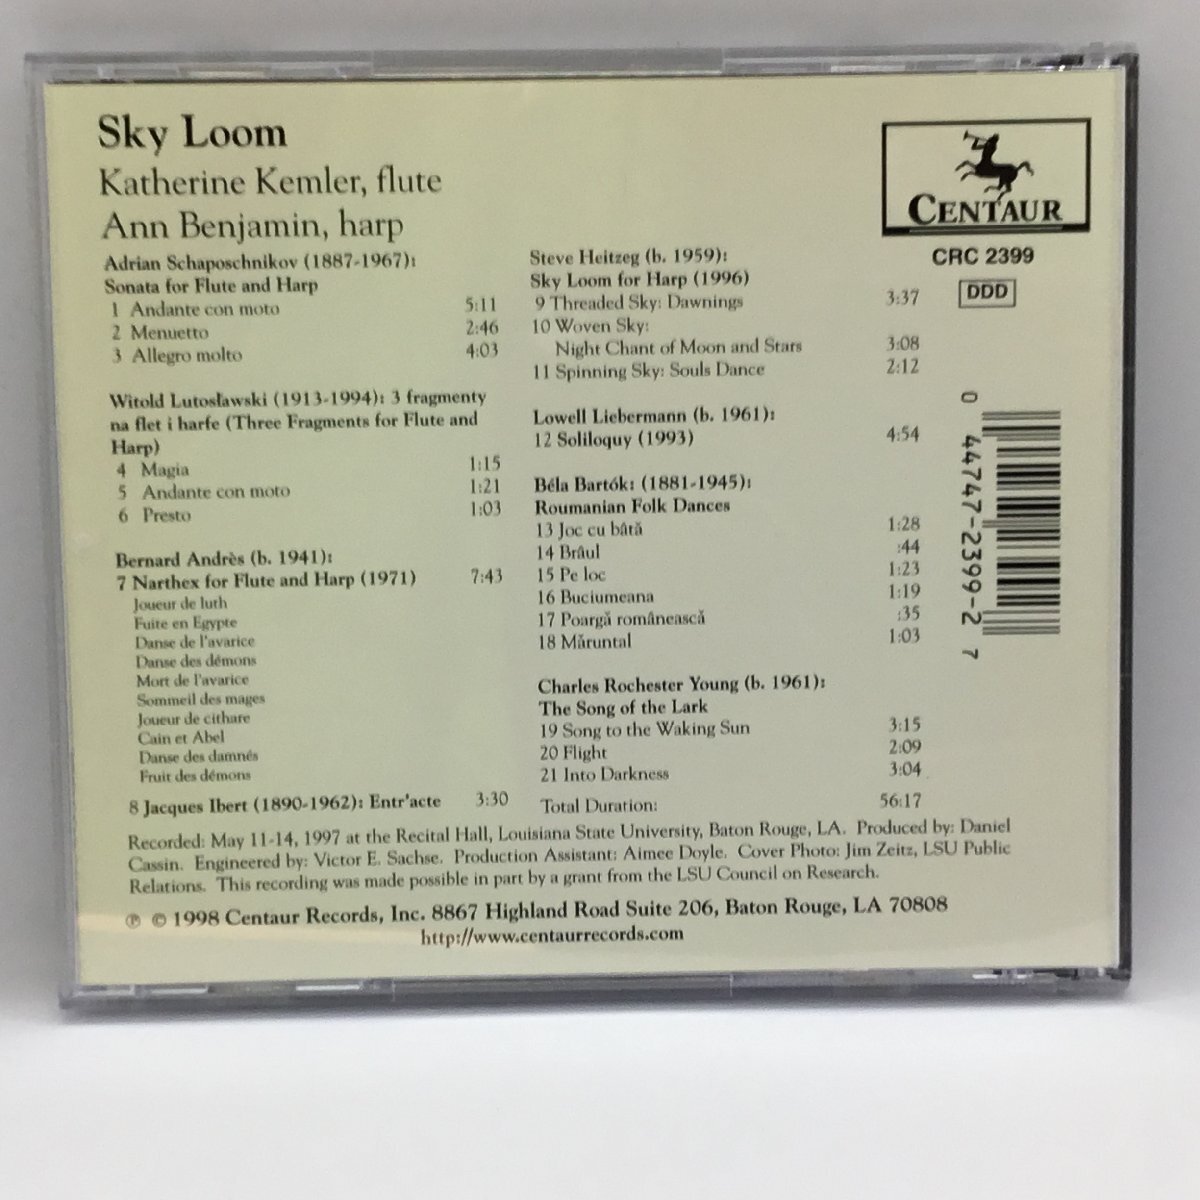 Sky Loom
Katherine Kemler, flute
Ann Benjamin, harp
Adrian Schaposchnikov (1887-1967):
Sonata for Flute and Harp
1 Andante con moto 5:11
2 Menuetto 2:46
3 Allegro molto 4:03
Witold Lutosławski (1913-1994): 3 fragmenty
na flet i harfe (Three Fragments for Flute and
Harp)
4 Magia 1:15
5 Andante con moto 1:21
6 Presto 1:03
Bernard Andrès (b. 1941):
7 Narthex for Flute and Harp (1971) 7:43
Joueur de luth
Fuite en Egypte
Danse de l'avarice
Danse des démons
Mort de l'avarice
Sommeil des mages
Joueur de cithare
Cain et Abel
Danse des damnés
Fruit des démons
8 Jacques Ibert (1890-1962): Entr'acte 3:30
Steve Heitzeg (b. 1959):
Sky Loom for Harp (1996)
9 Threaded Sky: Dawnings 3:37
10 Woven Sky:
Night Chant of Moon and Stars 3:08
11 Spinning Sky: Souls Dance 2:12
Lowell Liebermann (b. 1961):
12 Soliloquy (1993) 4:54
Béla Bartók: (1881-1945):
Roumanian Folk Dances
13 Joc cu bâtă 1:28
14 Brâul :44
15 Pe loc 1:23
16 Buciumeana 1:19
17 Poargă românească :35
18 Măruntal 1:03
Charles Rochester Young (b. 1961):
The Song of the Lark
19 Song to the Waking Sun 3:15
20 Flight 2:09
21 Into Darkness 3:04
Total Duration: 56:17
CENTAUR
CRC 2399
DDD
0 44747-2399-2 7
Recorded: May 11-14, 1997 at the Recital Hall, Louisiana State University, Baton Rouge, LA. Produced by: Daniel
Cassin. Engineered by: Victor E. Sachse. Production Assistant: Aimee Doyle. Cover Photo: Jim Zeitz, LSU Public
Relations. This recording was made possible in part by a grant from the LSU Council on Research.
℗ © 1998 Centaur Records, Inc. 8867 Highland Road Suite 206, Baton Rouge, LA 70808
http://www.centaurrecords.com